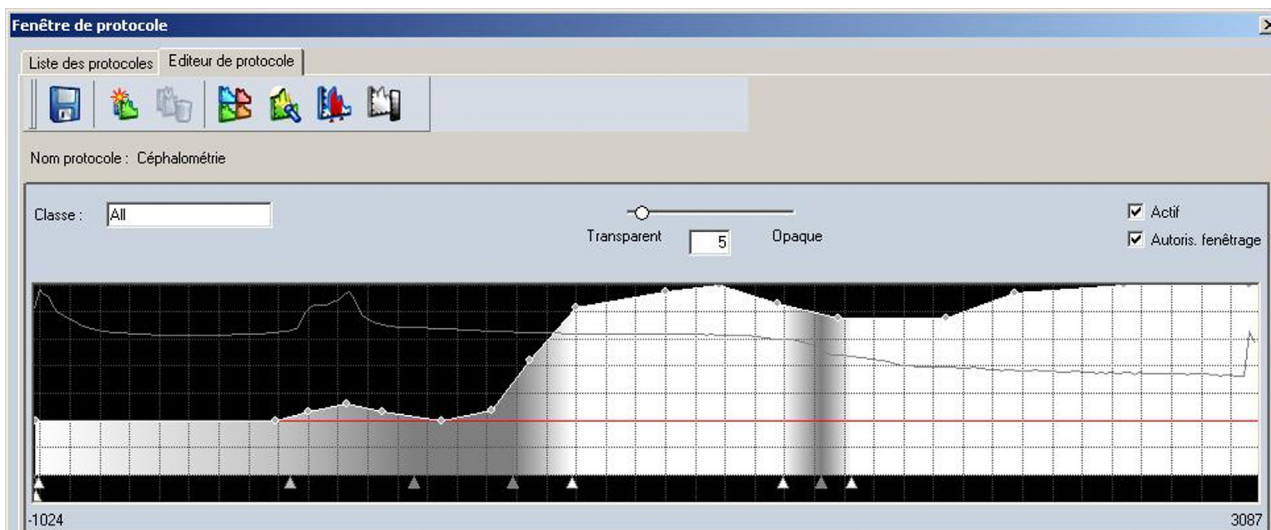 Fenêtre de protocole
Liste des protocoles Editeur de protocole
Nom protocole : Céphalométrie
Classe : All
Transparent 5 Opaque
Actif
Autoris. fenêtrage
-1024 3087